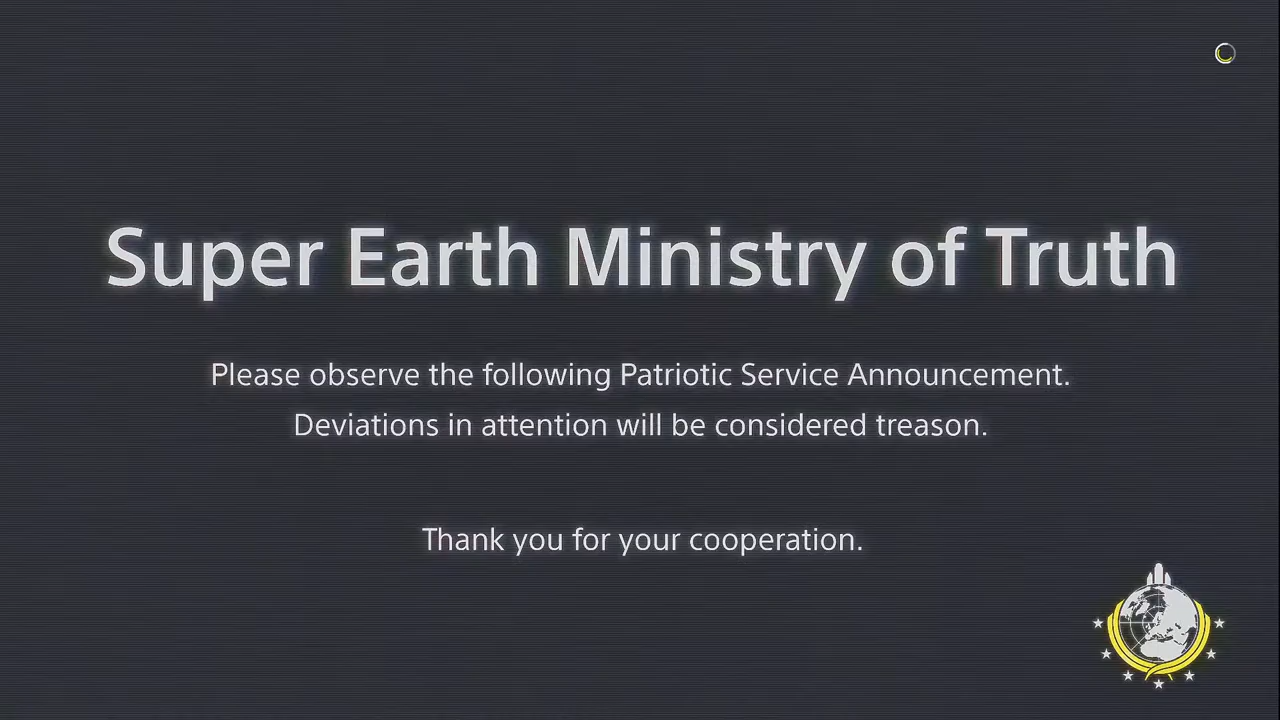 Super Earth Ministry of Truth
Please observe the following Patriotic Service Announcement.
Deviations in attention will be considered treason.
Thank you for your cooperation.